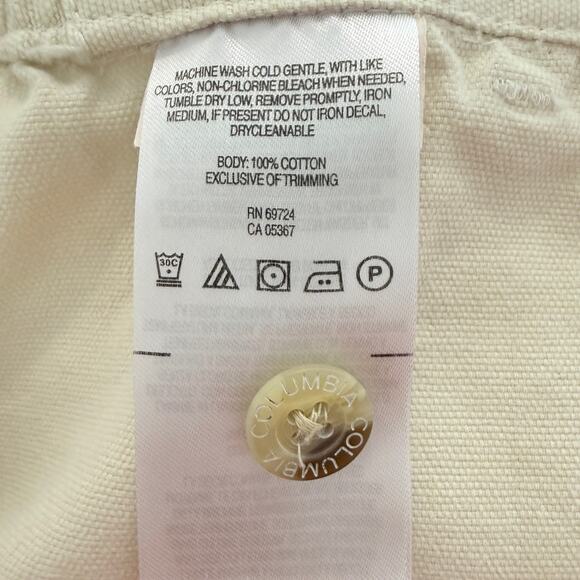 MACHINE WASH COLD GENTLE, WITH LIKE
COLORS, NON-CHLORINE BLEACH WHEN NEEDED,
TUMBLE DRY LOW, REMOVE PROMPTLY, IRON
MEDIUM, IF PRESENT DO NOT IRON DECAL,
DRYCLEANABLE
BODY: 100% COTTON
EXCLUSIVE OF TRIMMING
RN 69724
CA 05367
30C
P
COLUMBIA COLUMBIA